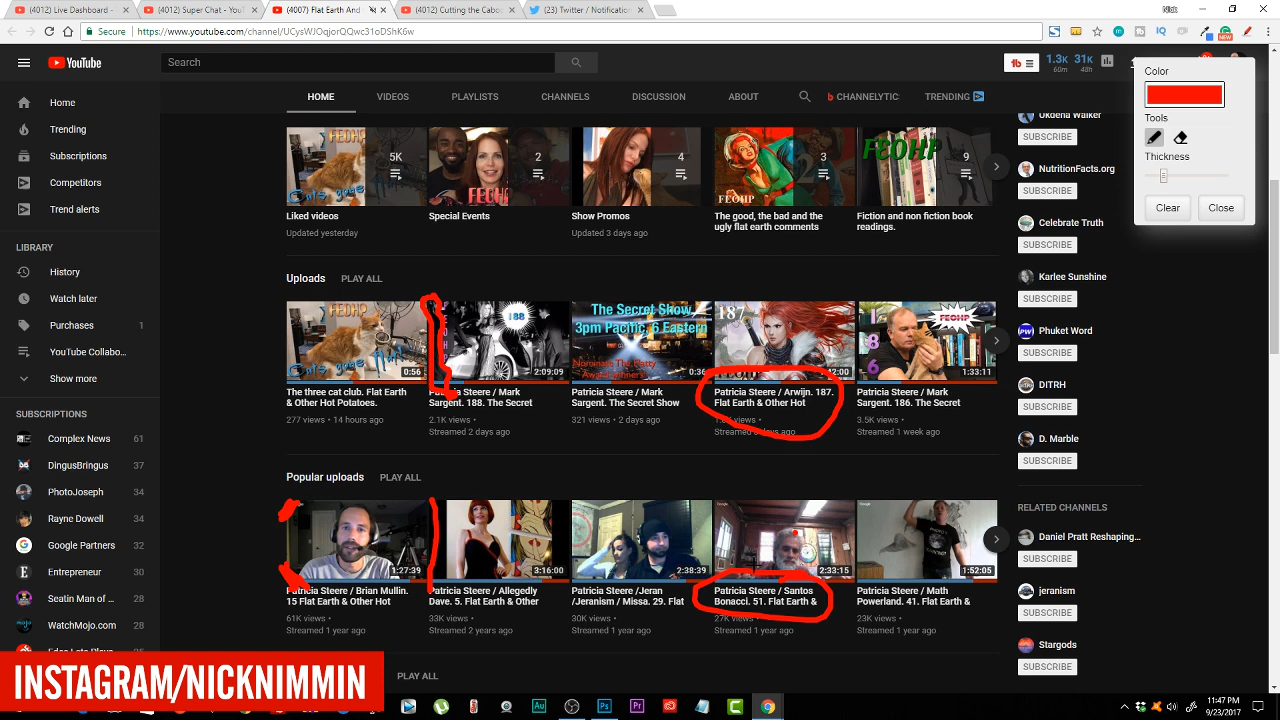 (4012) Live Dashboard -
(4012) Super Chat - YouT
(4007) Flat Earth And
(4012) Cutting the Caboo
(23) Twitter / Notification
Nick
Secure
https://www.youtube.com/channel/UCysWJOqjorQQwc31oDShK6w
YouTube
Search
1.3K
60m
31K
48h
HOME
VIDEOS
PLAYLISTS
CHANNELS
DISCUSSION
ABOUT
CHANNELYTIC
TRENDING
Color
Tools
Thickness
Clear
Close
Home
Trending
Subscriptions
Competitors
Trend alerts
LIBRARY
History
Watch later
Purchases 1
YouTube Collabo...
Show more
SUBSCRIPTIONS
Complex News 61
DingusBringus 37
PhotoJoseph 34
Rayne Dowell 34
Google Partners 32
Entrepreneur 30
Seatin Man of ... 28
WatchMojo.com 28
FEOHP
5K
2
4
3
FEOHP
9
Liked videos
Updated yesterday
Special Events
Show Promos
Updated 3 days ago
The good, the bad and the
ugly flat earth comments
Fiction and non fiction book
readings.
Uploads
PLAY ALL
FEOHP
0:56
The three cat club. Flat Earth
& Other Hot Potatoes.
277 views • 14 hours ago
188
2:09:09
Patricia Steere / Mark
Sargent. 188. The Secret
2.1K views •
Streamed 2 days ago
The Secret Show
3pm Pacific, 6 Eastern
Patricia Steere / Mark
Sargent. The Secret Show
321 views • 2 days ago
187
Patricia Steere / Arwijn. 187.
Flat Earth & Other Hot
FEOHP
8
6
1:33:11
Patricia Steere / Mark
Sargent. 186. The Secret
3.5K views •
Streamed 1 week ago
Popular uploads
PLAY ALL
1:27:39
Patricia Steere / Brian Mullin.
15 Flat Earth & Other Hot
61K views •
Streamed 1 year ago
3:16:00
Patricia Steere / Allegedly
Dave. 5. Flat Earth & Other
33K views •
Streamed 2 years ago
2:38:39
Patricia Steere /Jeran
/Jeranism / Missa. 29. Flat
30K views •
Streamed 1 year ago
2:33:15
Patricia Steere / Santos
Bonacci. 51. Flat Earth &
27K views
Streamed 1 year ago
1:52:05
Patricia Steere / Math
Powerland. 41. Flat Earth &
23K views •
Streamed 1 year ago
PLAY ALL
Ukdena Walker
SUBSCRIBE
NutritionFacts.org
SUBSCRIBE
Celebrate Truth
SUBSCRIBE
Karlee Sunshine
SUBSCRIBE
Phuket Word
SUBSCRIBE
DITRH
SUBSCRIBE
D. Marble
SUBSCRIBE
RELATED CHANNELS
Daniel Pratt Reshaping...
SUBSCRIBE
jeranism
SUBSCRIBE
Stargods
SUBSCRIBE
INSTAGRAM/NICKNIMMIN
11:47 PM
9/23/2017